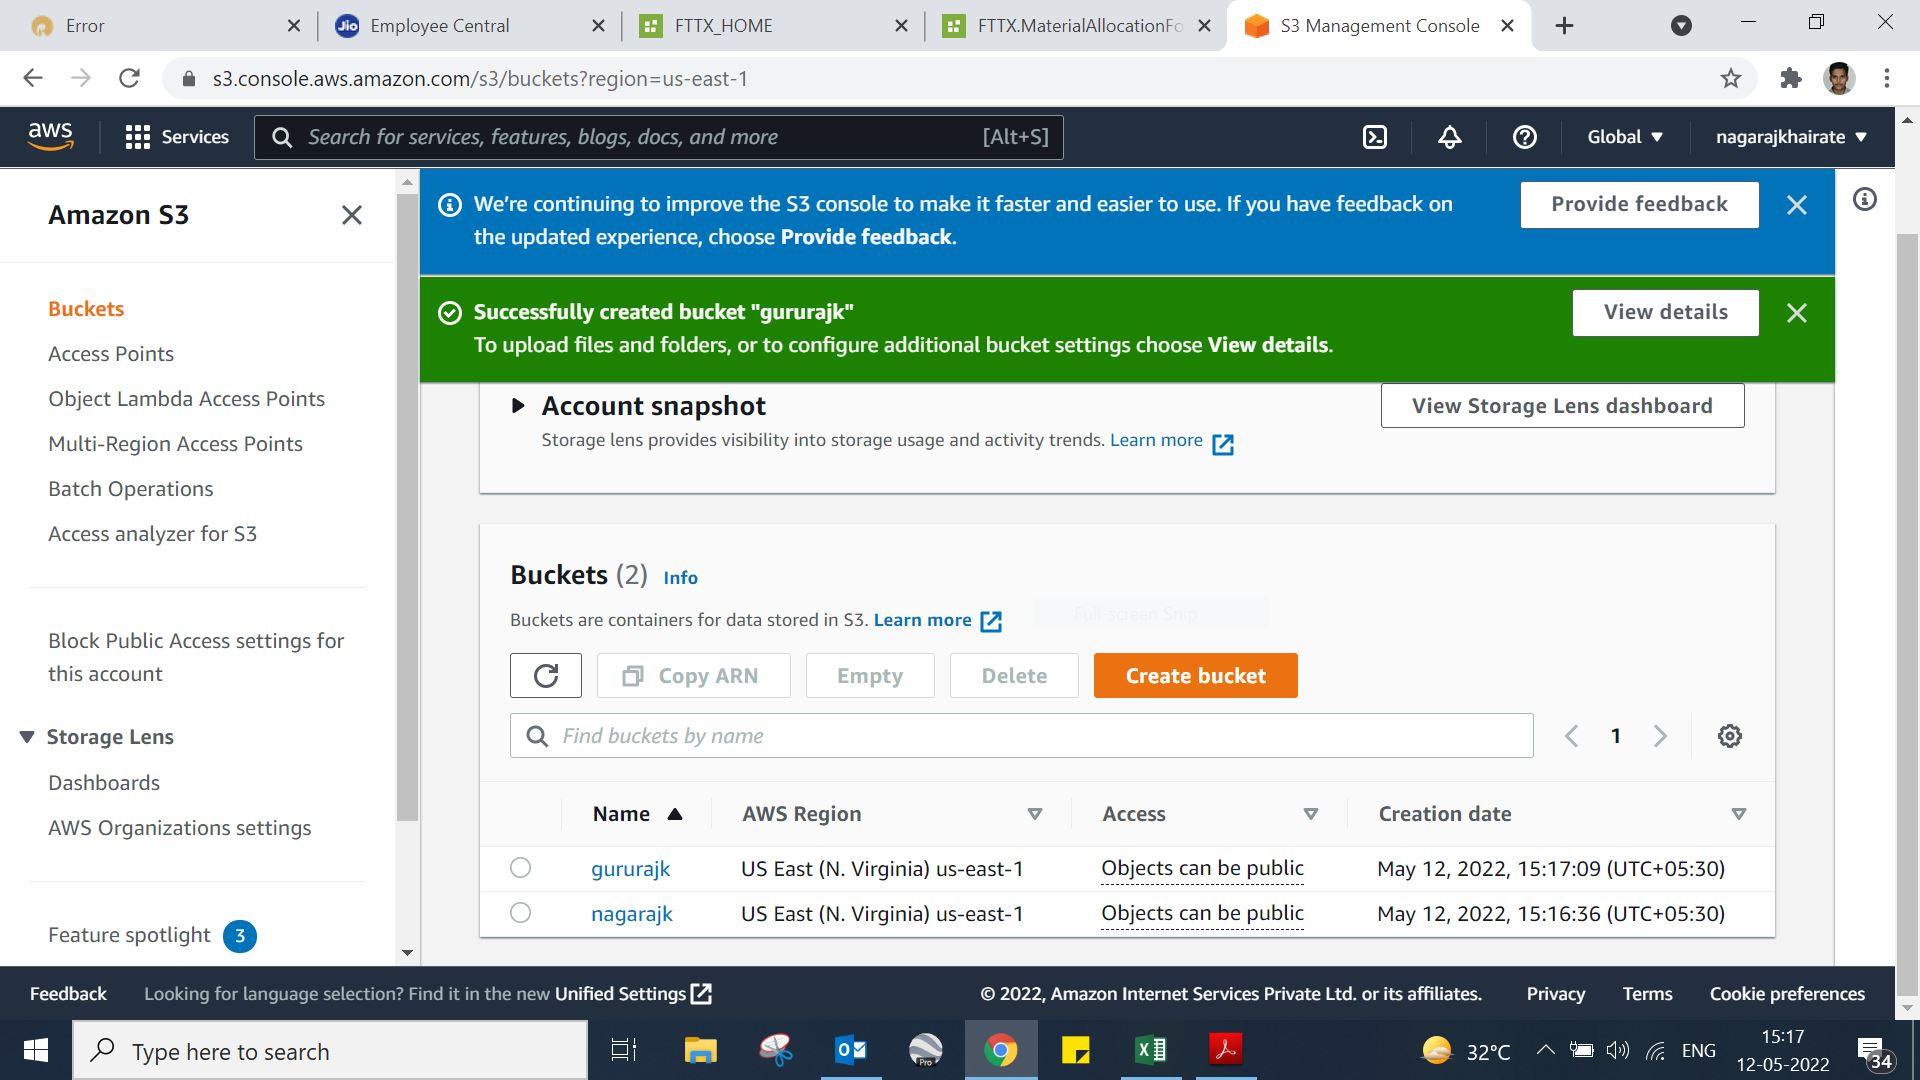 Error
Employee Central
FTTX_HOME
FTTX.MaterialAllocationFo
S3 Management Console
s3.console.aws.amazon.com/s3/buckets?region=us-east-1
aws
Services
Search for services, features, blogs, docs, and more
[Alt+S]
Global
nagarajkhairate
Amazon S3
Buckets
Access Points
Object Lambda Access Points
Multi-Region Access Points
Batch Operations
Access analyzer for S3
Block Public Access settings for
this account
Storage Lens
Dashboards
AWS Organizations settings
Feature spotlight 3
We're continuing to improve the S3 console to make it faster and easier to use. If you have feedback on
the updated experience, choose Provide feedback.
Provide feedback
Successfully created bucket "gururajk"
To upload files and folders, or to configure additional bucket settings choose View details.
View details
Account snapshot
Storage lens provides visibility into storage usage and activity trends. Learn more
View Storage Lens dashboard
Buckets (2) Info
Buckets are containers for data stored in S3. Learn more
Full-screen Snip
Copy ARN
Empty
Delete
Create bucket
Find buckets by name
1
Name AWS Region Access Creation date
gururajk US East (N. Virginia) us-east-1 Objects can be public May 12, 2022, 15:17:09 (UTC+05:30)
nagarajk US East (N. Virginia) us-east-1 Objects can be public May 12, 2022, 15:16:36 (UTC+05:30)
Feedback
Looking for language selection? Find it in the new Unified Settings
© 2022, Amazon Internet Services Private Ltd. or its affiliates.
Privacy
Terms
Cookie preferences
Type here to search
Pro
32°C
ENG
15:17
12-05-2022
34